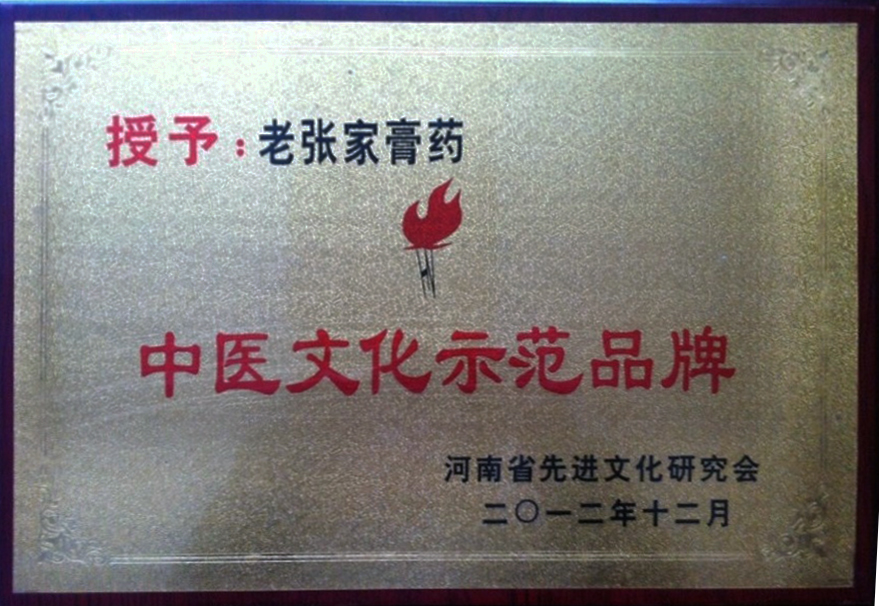 授予：老张家膏药
中医文化示范品牌
河南省先进文化研究会
二〇一二年十二月